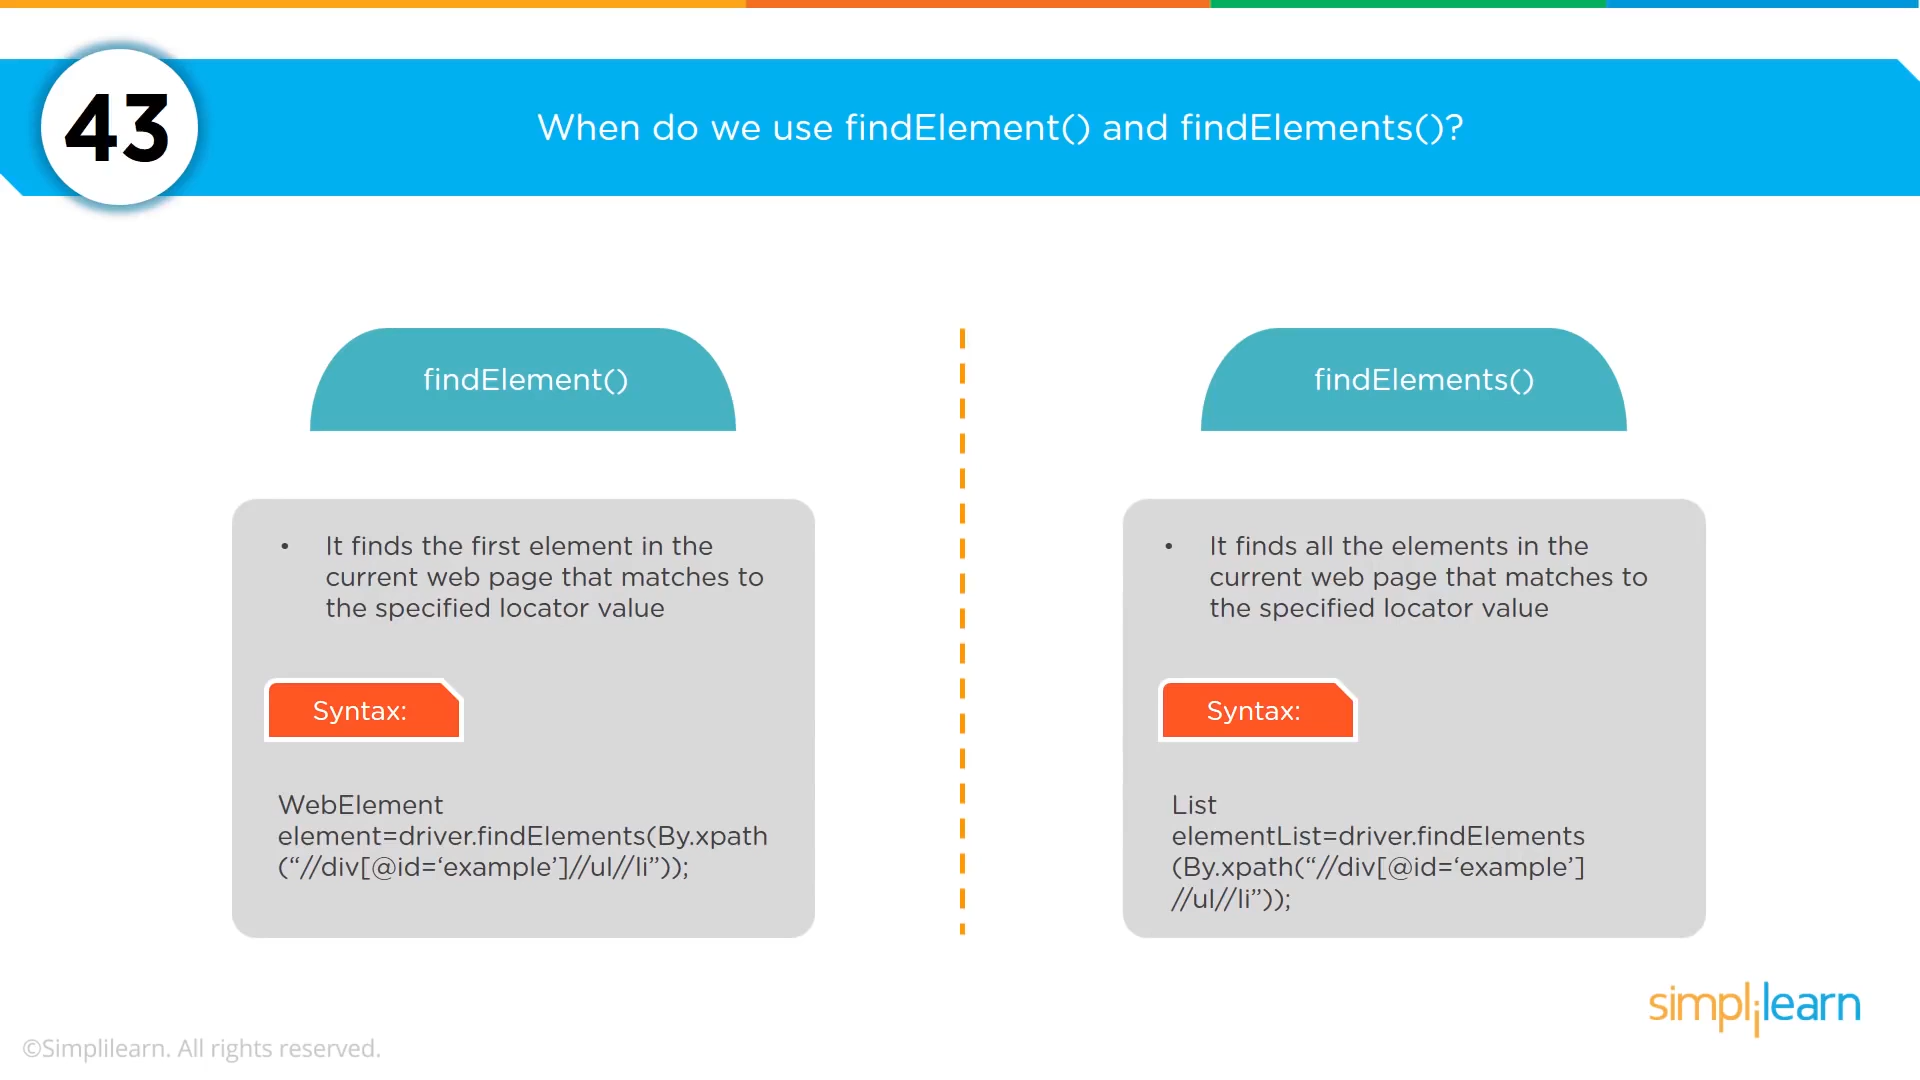 43
When do we use findElement() and findElements()?
findElement()
• It finds the first element in the
current web page that matches to
the specified locator value
Syntax:
WebElement
element=driver.findElements(By.xpath
(“//div[@id=‘example’]//ul//li”));
findElements()
• It finds all the elements in the
current web page that matches to
the specified locator value
Syntax:
List
elementList=driver.findElements
(By.xpath(“//div[@id=‘example’]
//ul//li”));
simplilearn
©Simplilearn. All rights reserved.